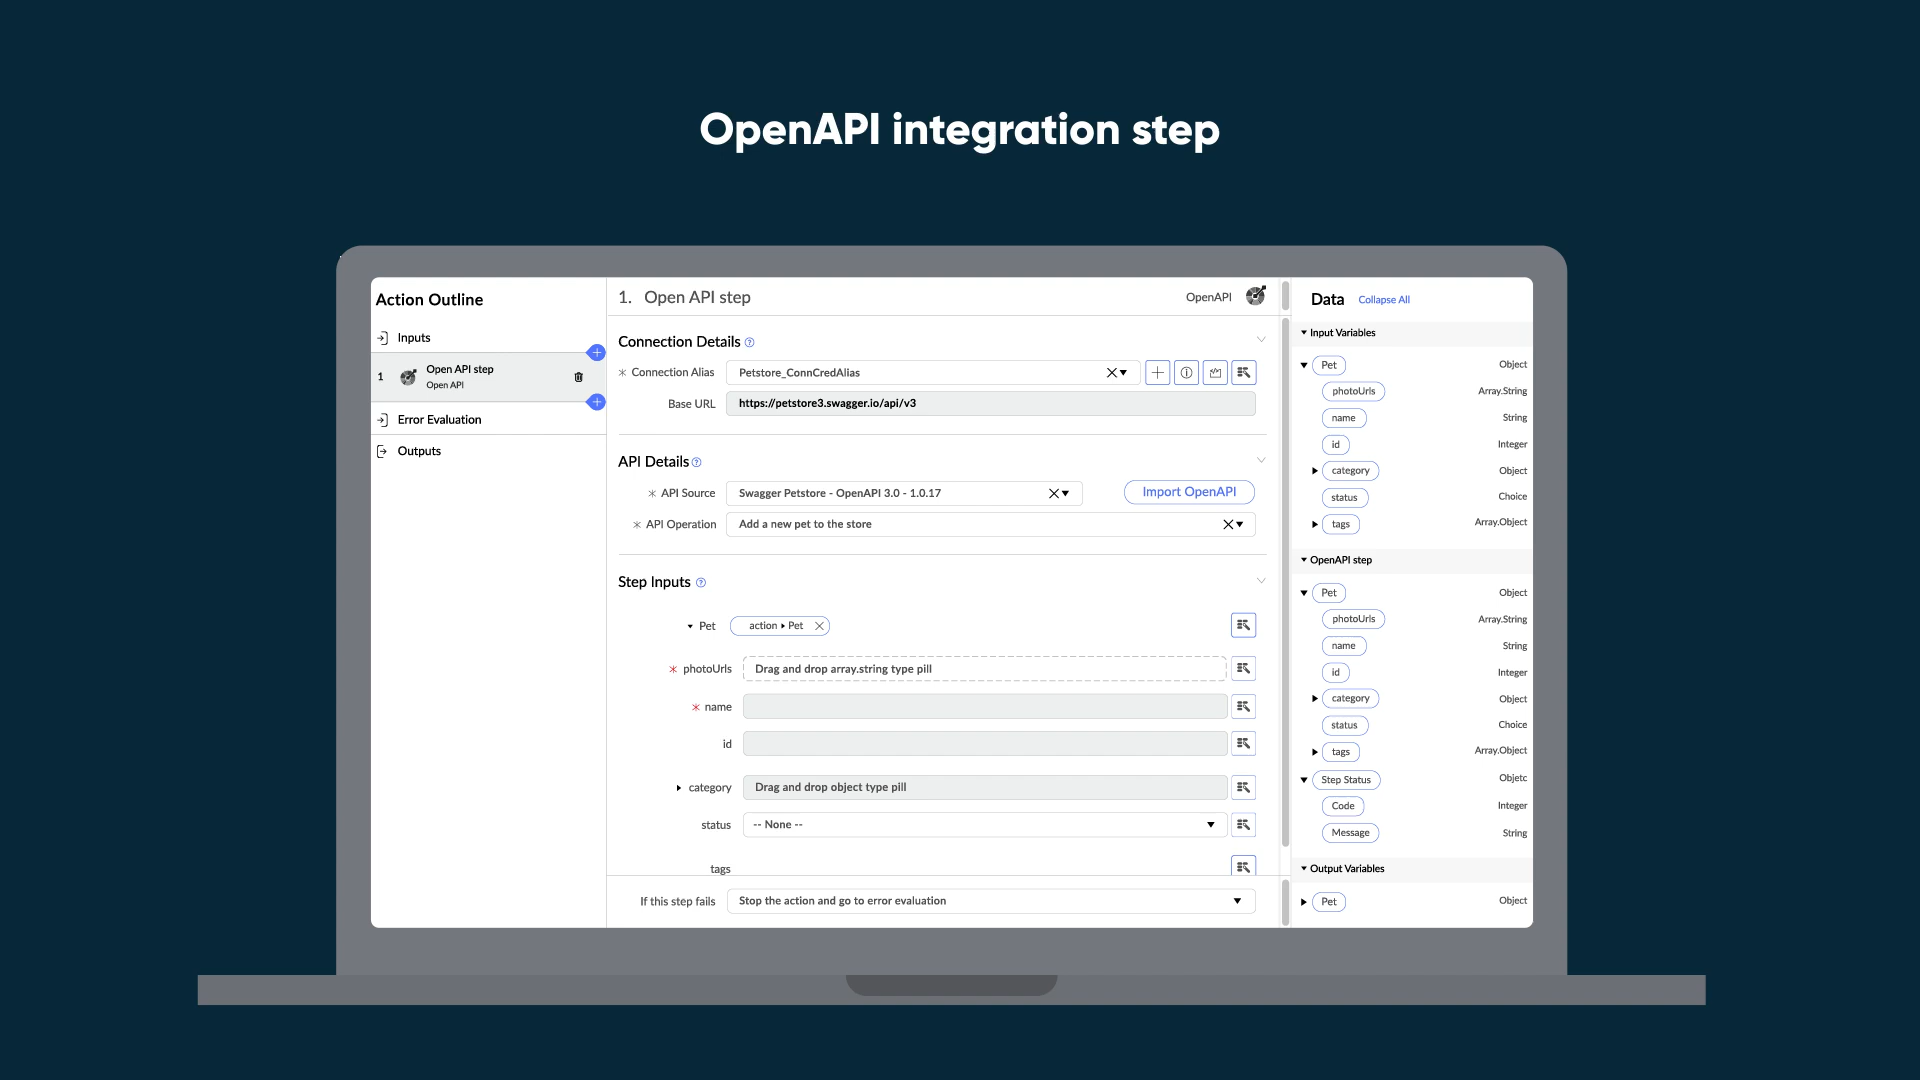 OpenAPI integration step
Action Outline
Inputs
1
Open API step
Open API
Error Evaluation
Outputs
1. Open API step
OpenAPI
Connection Details
* Connection Alias
Petstore_ConnCredAlias
Base URL
https://petstore3.swagger.io/api/v3
API Details
* API Source
Swagger Petstore - OpenAPI 3.0 - 1.0.17
Import OpenAPI
* API Operation
Add a new pet to the store
Step Inputs
Pet
action ▸ Pet
* photoUrls
Drag and drop array.string type pill
* name
id
category
Drag and drop object type pill
status
-- None --
tags
If this step fails
Stop the action and go to error evaluation
Data
Collapse All
Input Variables
Pet Object
photoUrls Array.String
name String
id Integer
category Object
status Choice
tags Array.Object
OpenAPI step
Pet Object
photoUrls Array.String
name String
id Integer
category Object
status Choice
tags Array.Object
Step Status Objetc
Code Integer
Message String
Output Variables
Pet Object